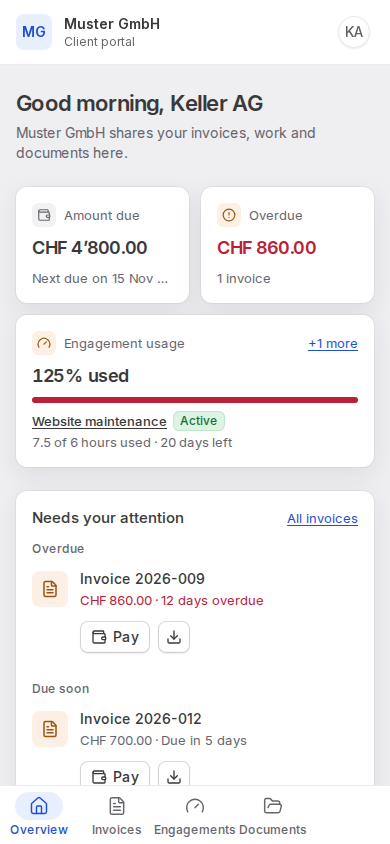 MG
Muster GmbH
Client portal
KA
Good morning, Keller AG
Muster GmbH shares your invoices, work and
documents here.
Amount due
CHF 4’800.00
Next due on 15 Nov ...
Overdue
CHF 860.00
1 invoice
Engagement usage
+1 more
125% used
Website maintenance
Active
7.5 of 6 hours used · 20 days left
Needs your attention
All invoices
Overdue
Invoice 2026-009
CHF 860.00 · 12 days overdue
Pay
Due soon
Invoice 2026-012
CHF 700.00 · Due in 5 days
Pay
Overview
Invoices
Engagements
Documents